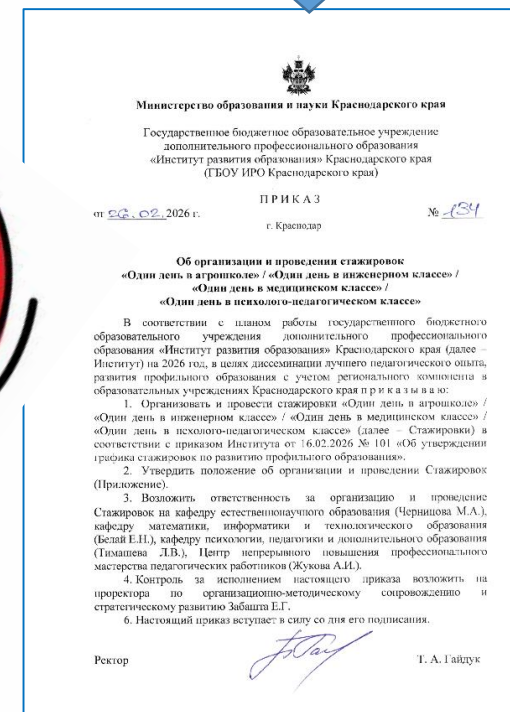 Министерство образования и науки Краснодарского края
Государственное бюджетное образовательное учреждение
дополнительного профессионального образования
«Институт развития образования» Краснодарского края
(ГБОУ ИРО Краснодарского края)
ПРИКАЗ
от 26.02.2026 г. № 134
г. Краснодар
Об организации и проведении стажировок
«Один день в агрошколе» / «Один день в инженерном классе» /
«Один день в медицинском классе» /
«Один день в психолого-педагогическом классе»
В соответствии с планом работы государственного бюджетного
образовательного учреждения дополнительного профессионального
образования «Институт развития образования» Краснодарского края (далее –
Институт) на 2026 год, в целях диссеминации лучшего педагогического опыта,
развития профильного образования с учетом регионального компонента в
образовательных учреждениях Краснодарского края п р и к а з ы в а ю:
1. Организовать и провести стажировки «Один день в агрошколе» /
«Один день в инженерном классе» / «Один день в медицинском классе» /
«Один день в психолого-педагогическом классе» (далее – Стажировки) в
соответствии с приказом Института от 16.02.2026 № 101 «Об утверждении
графика стажировок по развитию профильного образования».
2. Утвердить положение об организации и проведении Стажировок
(Приложение).
3. Возложить ответственность за организацию и проведение
Стажировок на кафедру естественнонаучного образования (Черницова М.А.),
кафедру математики, информатики и технологического образования
(Белай Е.Н.), кафедру психологии, педагогики и дополнительного образования
(Тимашева Л.В.), Центр непрерывного повышения профессионального
мастерства педагогических работников (Жукова А.И.).
4. Контроль за исполнением настоящего приказа возложить на
проректора по организационно-методическому сопровождению и
стратегическому развитию Забашта Е.Г.
6. Настоящий приказ вступает в силу со дня его подписания.
Ректор Т. А. Гайдук